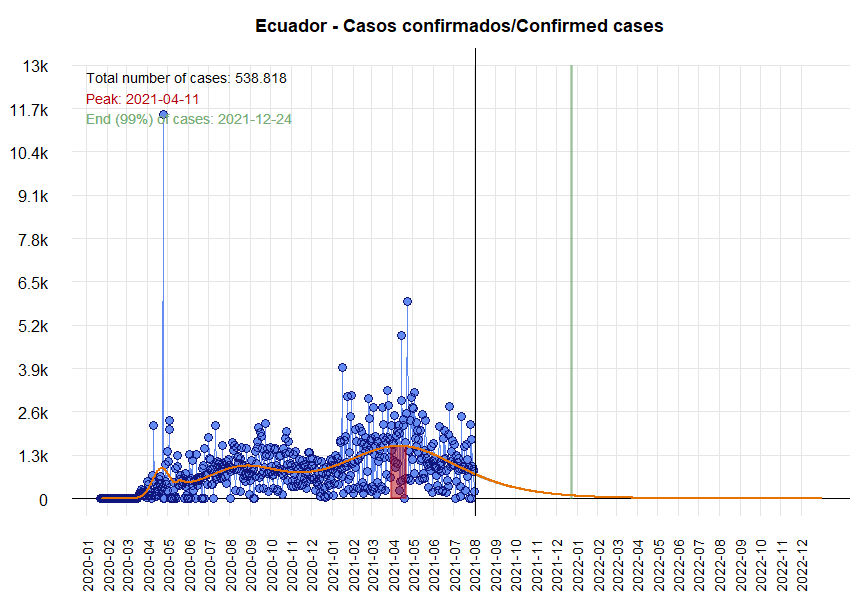 Ecuador - Casos confirmados/Confirmed cases
13k
Total number of cases: 538.818
Peak: 2021-04-11
11.7k
End (99%) of cases: 2021-12-24
10.4k
9.1k
7.8k
6.5k
5.2k
3.9k
2.6k
1.3k
0
2020-01
2020-02
2020-03
2020-04
2020-05
2020-06
2020-07
2020-08
2020-09
2020-10
2020-11
2020-12
2021-01
2021-02
2021-03
2021-04
2021-05
2021-06
2021-07
2021-08
2021-09
2021-10
2021-11
2021-12
2022-01
2022-02
2022-03
2022-04
2022-05
2022-06
2022-07
2022-08
2022-09
2022-10
2022-11
2022-12